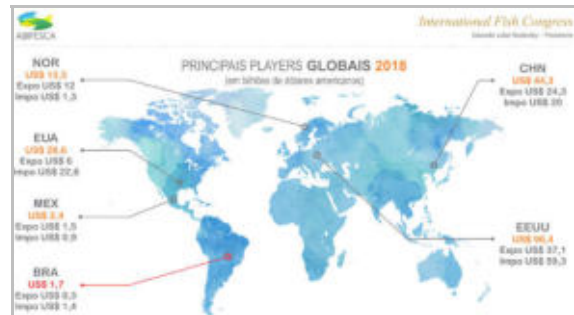 ABIPESCA
International Fish Congress
PRINCIPAIS PLAYERS GLOBAIS 2018
(em bilhões de dólares americanos)
NOR
US$ 13,3
Expo US$ 12
Impo US$ 1,3
CHN
US$ 44,3
Expo US$ 24,3
Impo US$ 20
EUA
US$ 28,6
Expo US$ 6
Impo US$ 22,6
MEX
US$ 2,4
Expo US$ 1,5
Impo US$ 0,9
EEUU
US$ 96,4
Expo US$ 37,1
Impo US$ 59,3
BRA
US$ 1,7
Expo US$ 0,3
Impo US$ 1,4